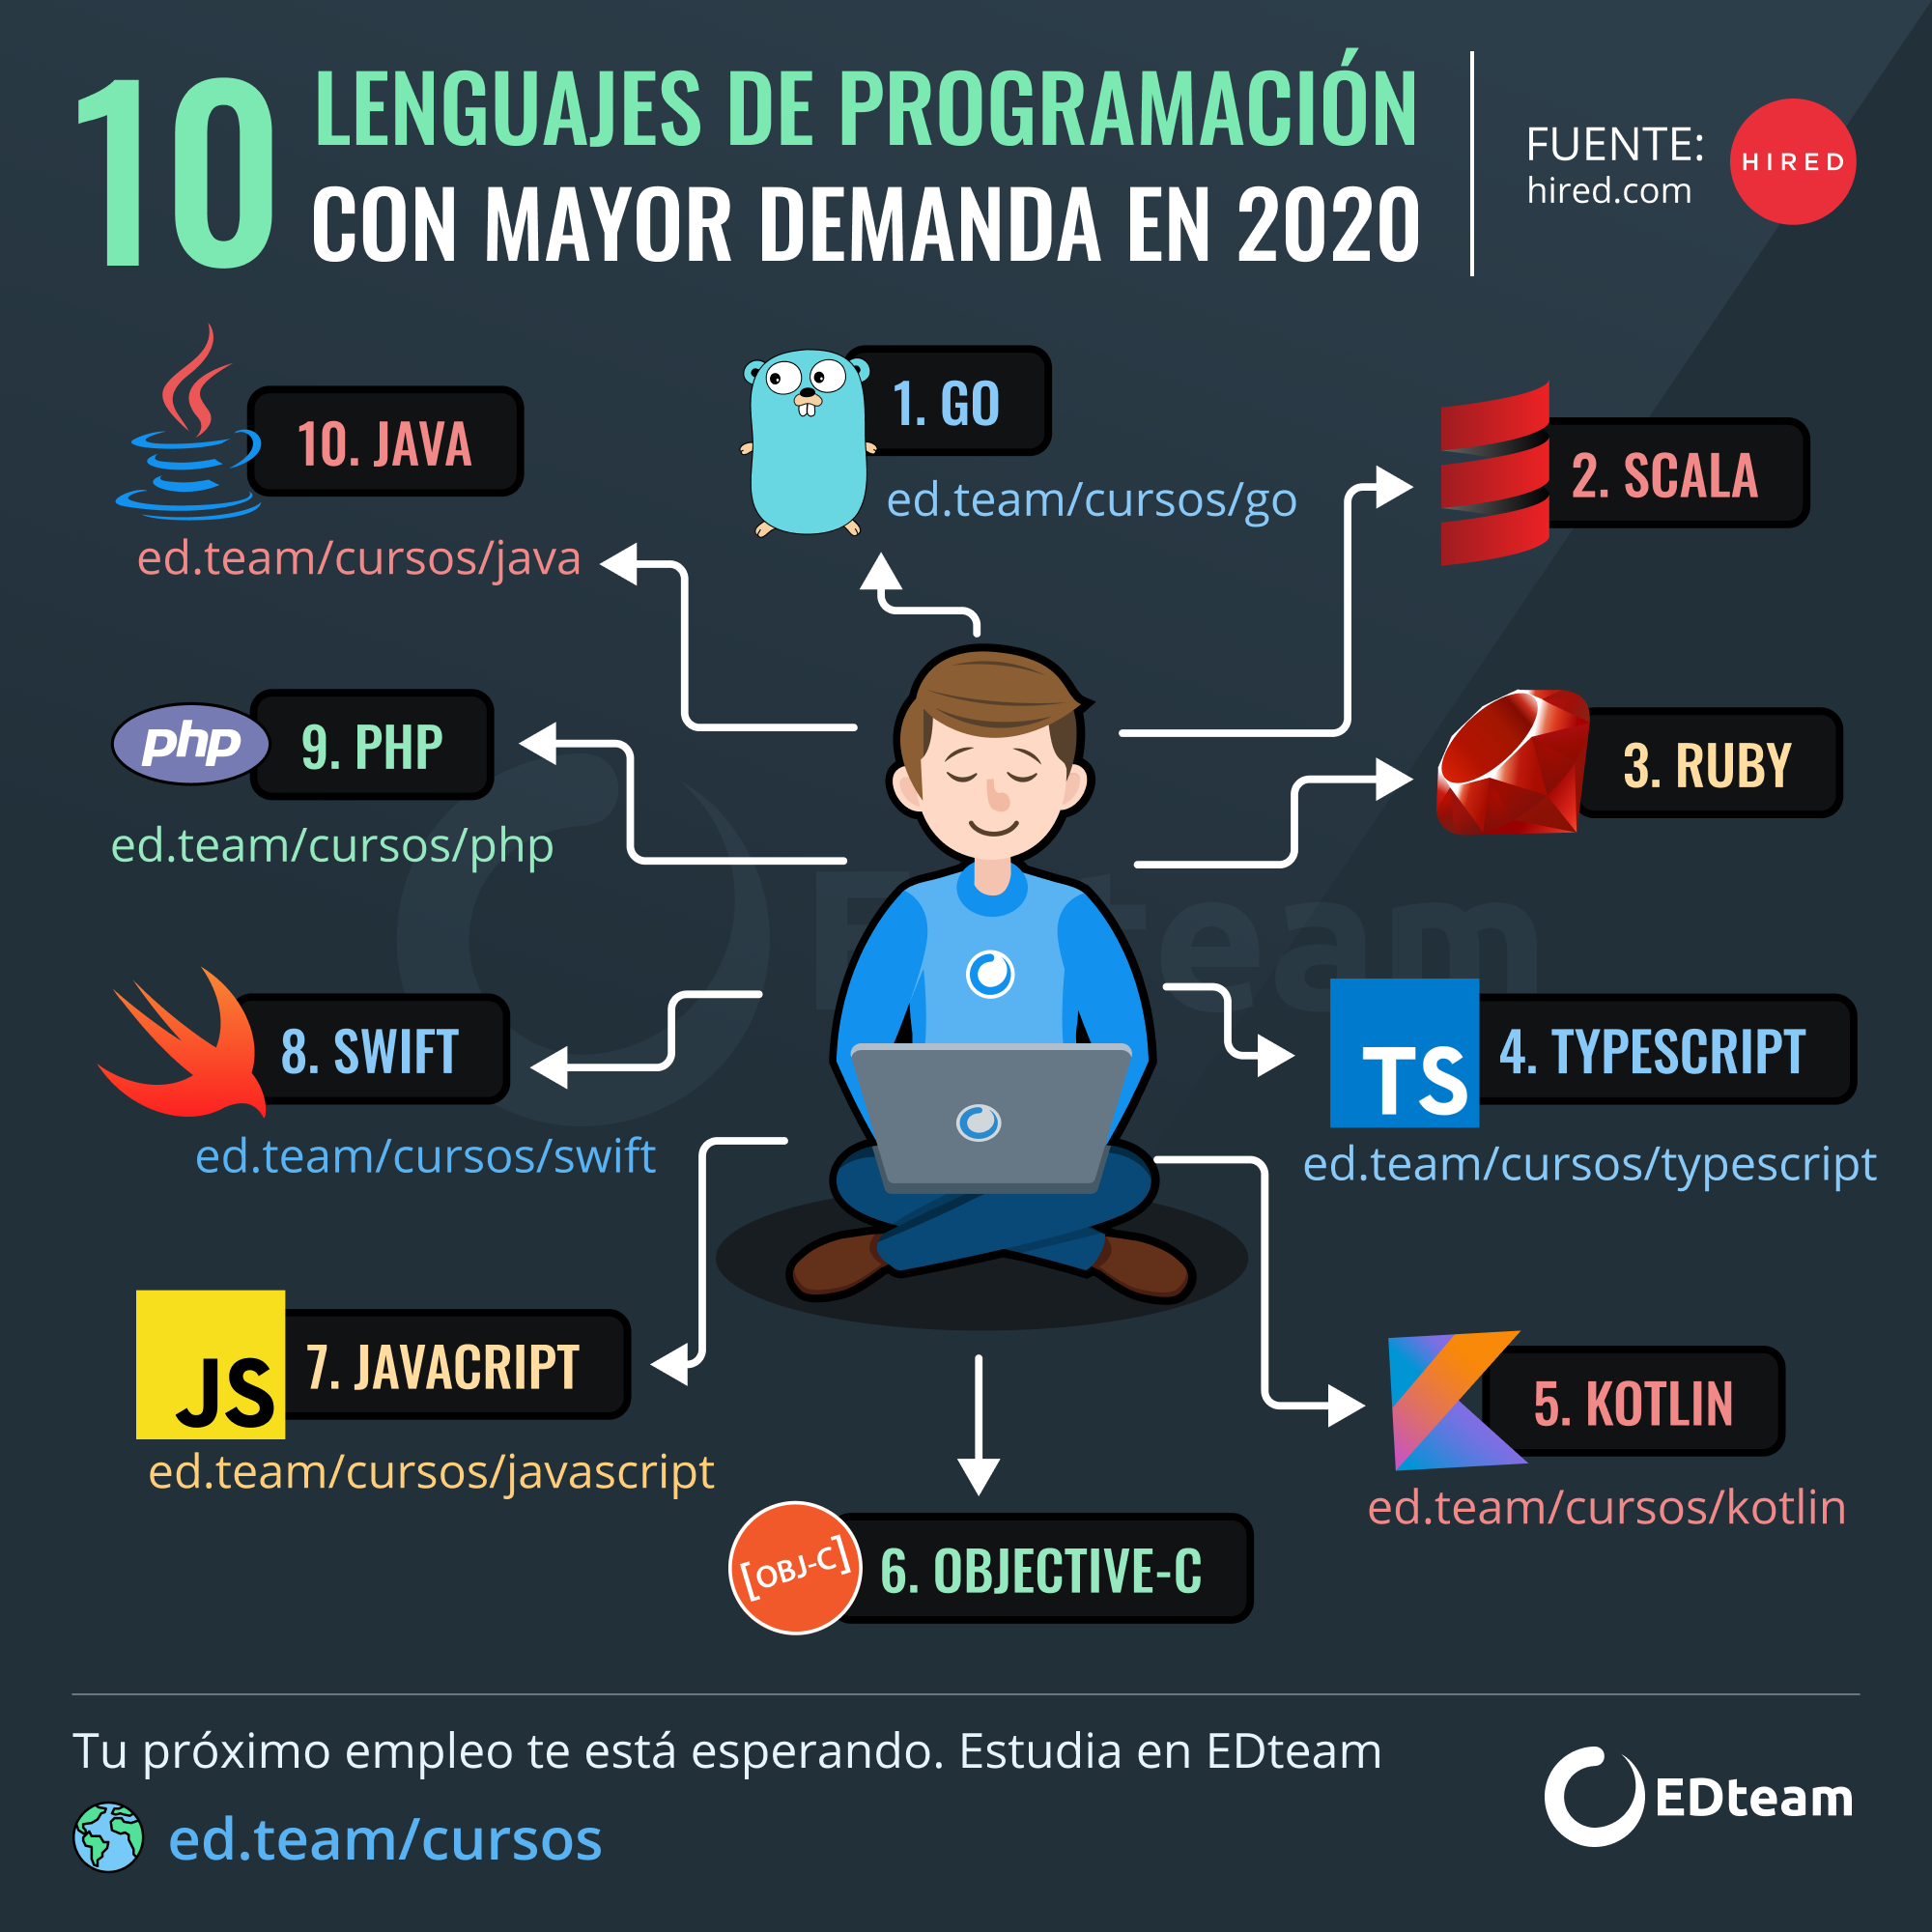 10 LENGUAJES DE PROGRAMACIÓN
CON MAYOR DEMANDA EN 2020
FUENTE:
hired.com
HIRED
1. GO
ed.team/cursos/go
2. SCALA
3. RUBY
TS
4. TYPESCRIPT
ed.team/cursos/typescript
5. KOTLIN
ed.team/cursos/kotlin
[OBJ-C]
6. OBJECTIVE-C
JS
7. JAVACRIPT
ed.team/cursos/javascript
8. SWIFT
ed.team/cursos/swift
php
9. PHP
ed.team/cursos/php
10. JAVA
ed.team/cursos/java
EDteam
Tu próximo empleo te está esperando. Estudia en EDteam
ed.team/cursos
EDteam